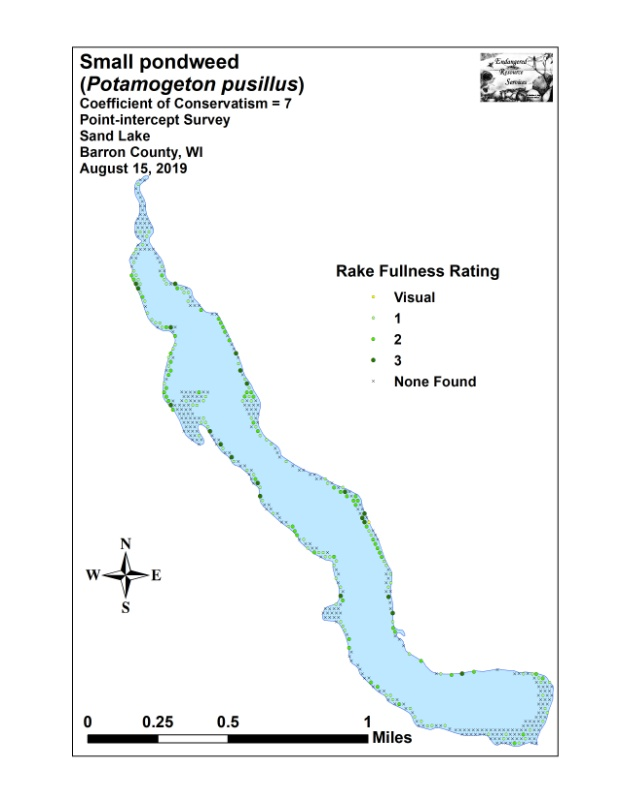 Small pondweed
(Potamogeton pusillus)
Coefficient of Conservatism = 7
Point-intercept Survey
Sand Lake
Barron County, WI
August 15, 2019
Endangered
Resource
Services
Rake Fullness Rating
Visual
1
2
3
None Found
N
W E
S
0 0.25 0.5 1
Miles